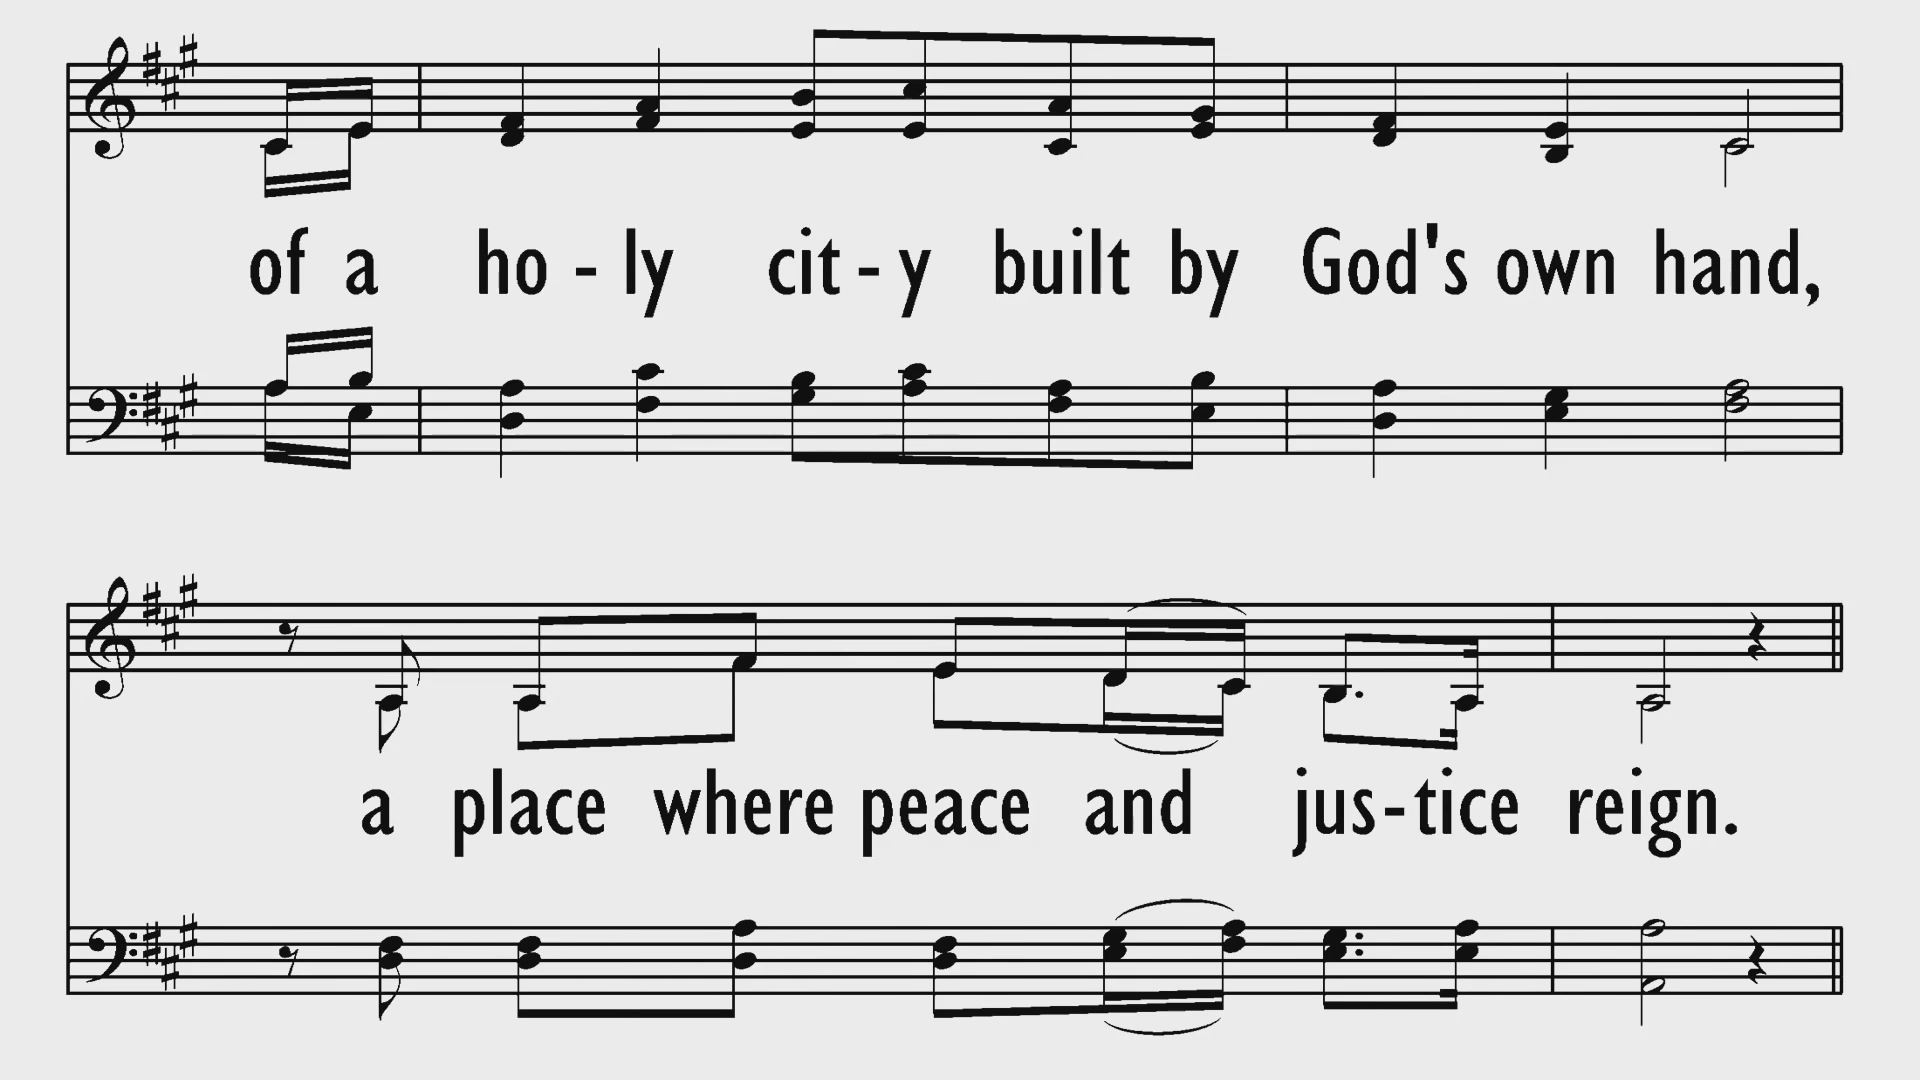 of a ho - ly cit - y built by God's own hand,
a place where peace and jus - tice reign.